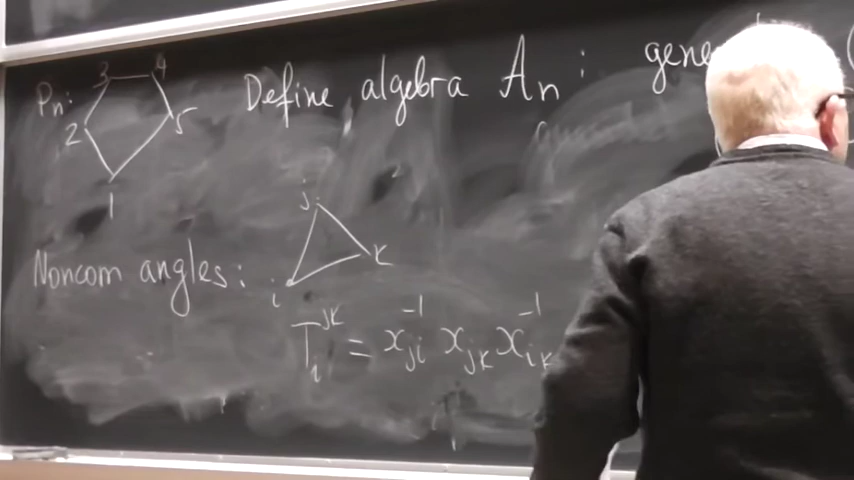 Pn: 3 4
2 5
1
Define algebra An:
Noncom angles: i j k
T_i^{jk} = x_{ji}^{-1} x_{jk} x_{ik}^{-1}